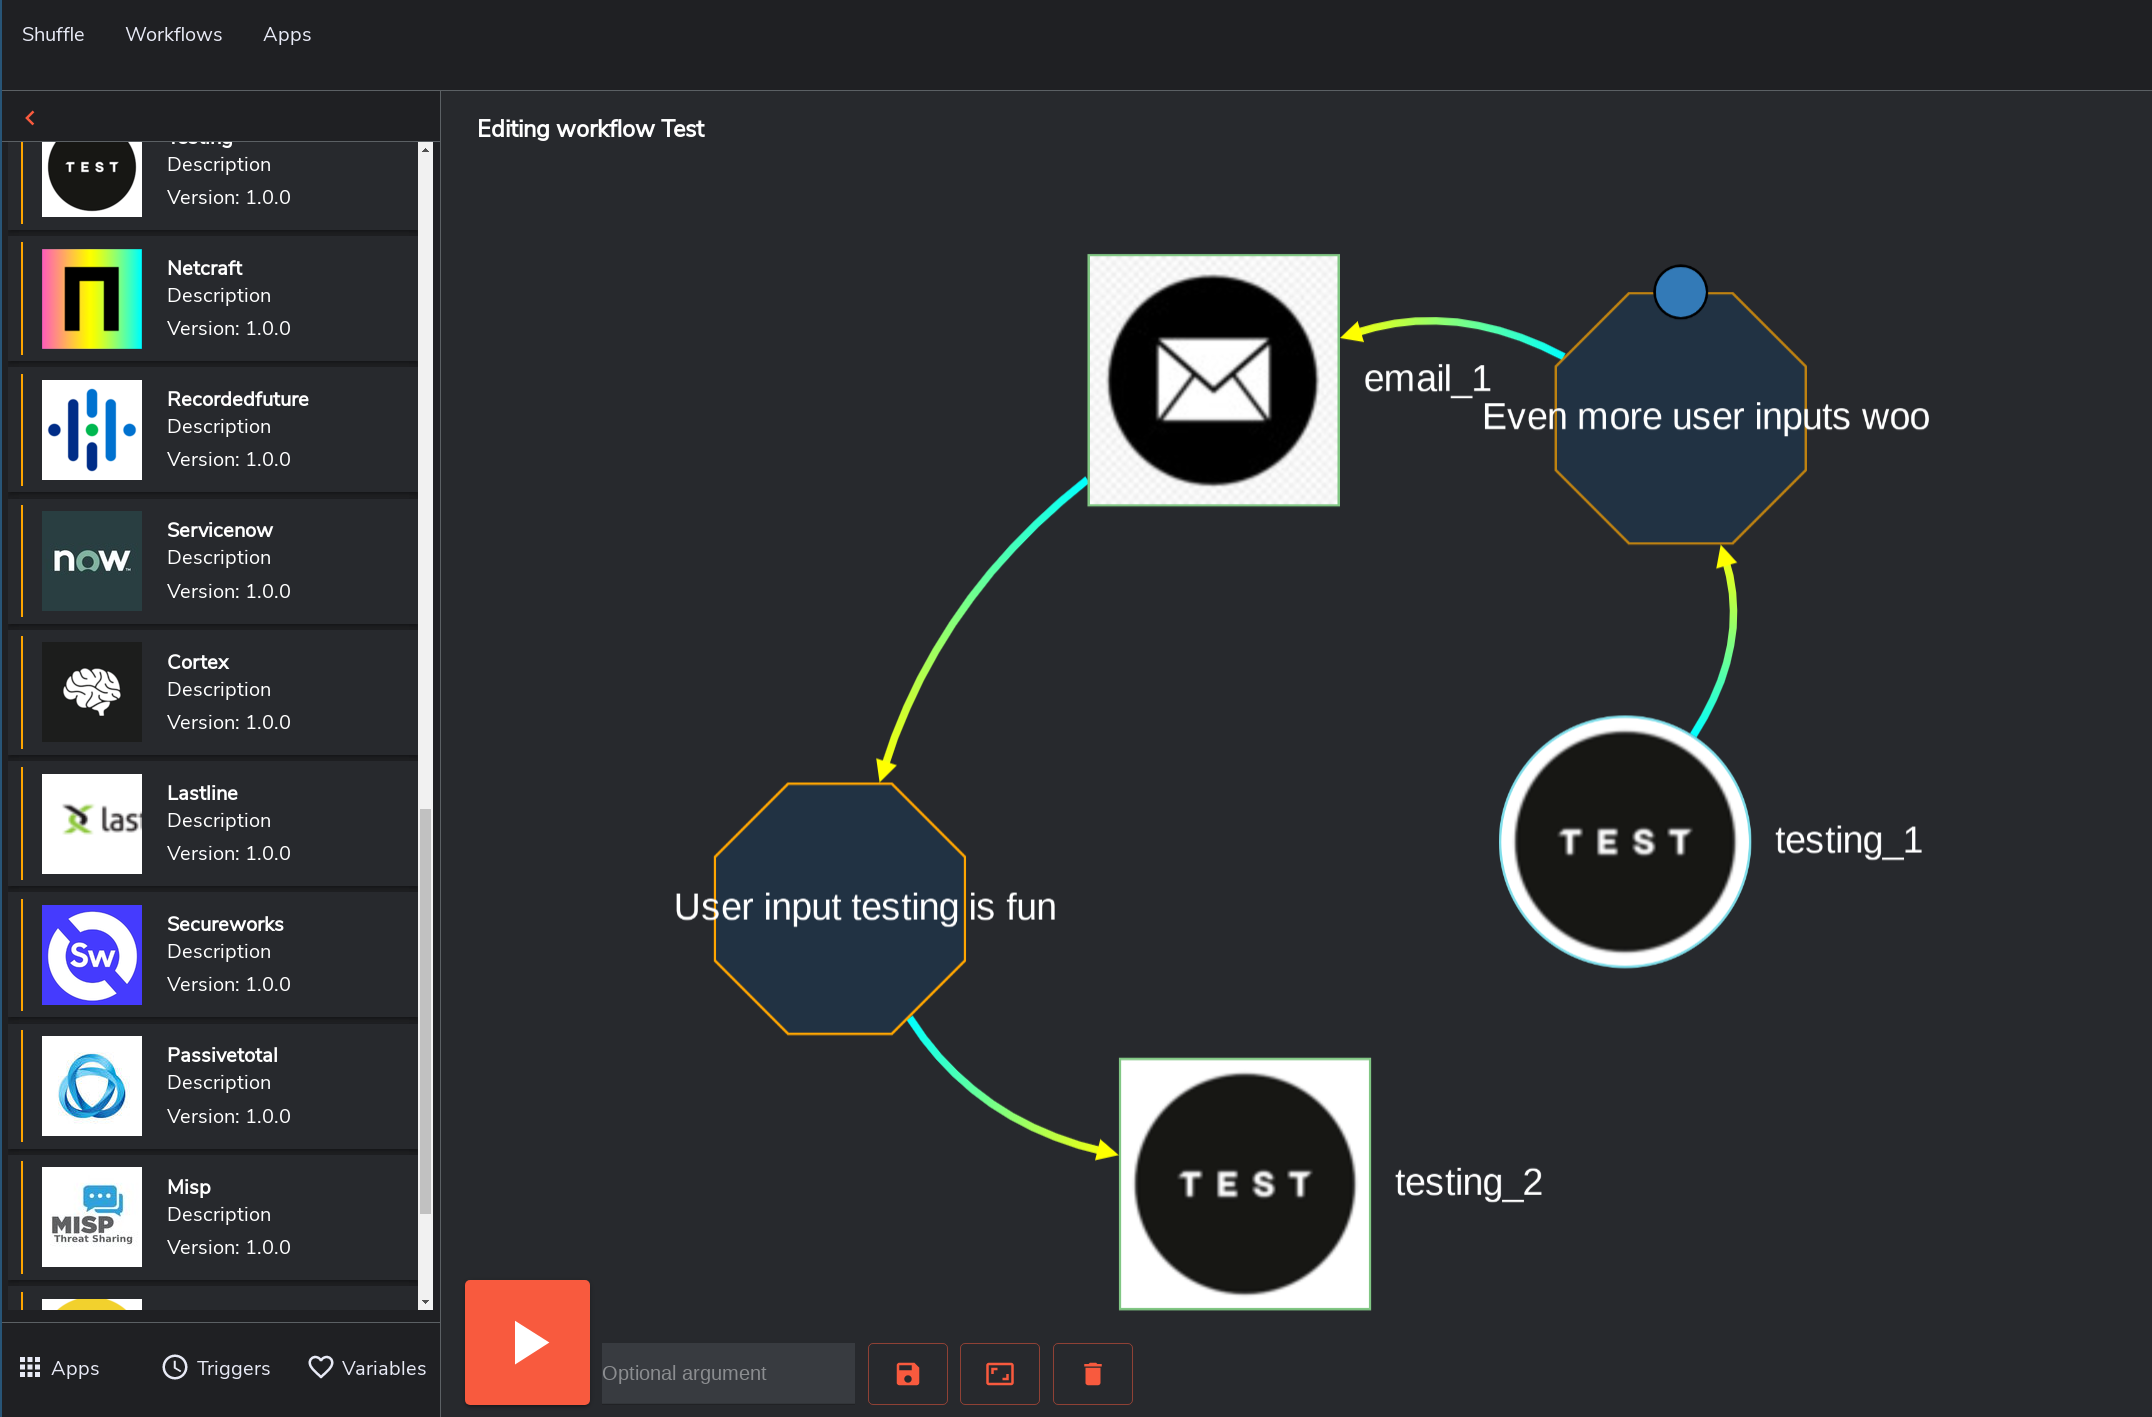 Shuffle Workflows Apps
Editing workflow Test
Testing
TEST
Description
Version: 1.0.0
Netcraft
Description
Version: 1.0.0
Recordedfuture
Description
Version: 1.0.0
now
Servicenow
Description
Version: 1.0.0
Cortex
Description
Version: 1.0.0
last
Lastline
Description
Version: 1.0.0
Sw
Secureworks
Description
Version: 1.0.0
Passivetotal
Description
Version: 1.0.0
MISP
Threat Sharing
Misp
Description
Version: 1.0.0
Apps Triggers Variables
email_1
Even more user inputs woo
TEST
testing_1
User input testing is fun
TEST
testing_2
Optional argument